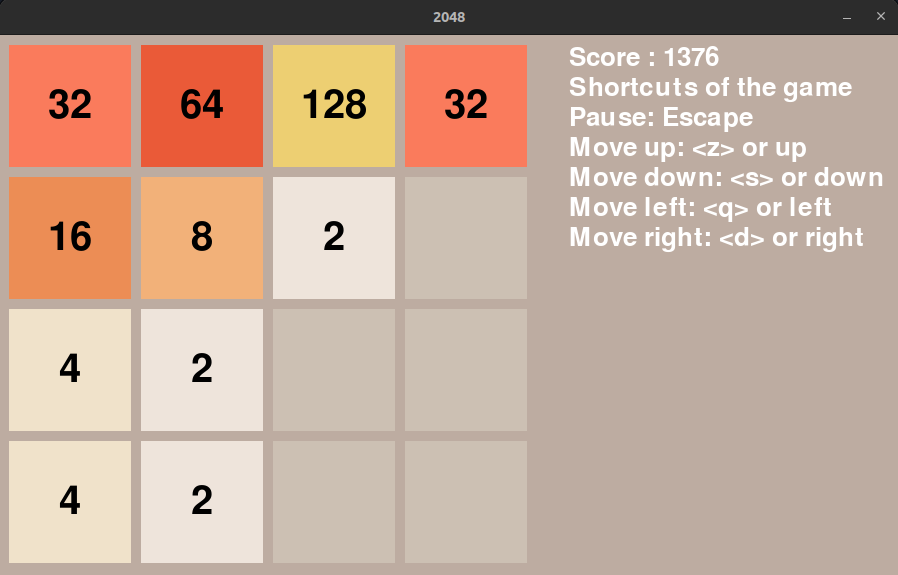 2048
32 64 128 32
16 8 2
4 2
4 2
Score : 1376
Shortcuts of the game
Pause: Escape
Move up: <z> or up
Move down: <s> or down
Move left: <q> or left
Move right: <d> or right